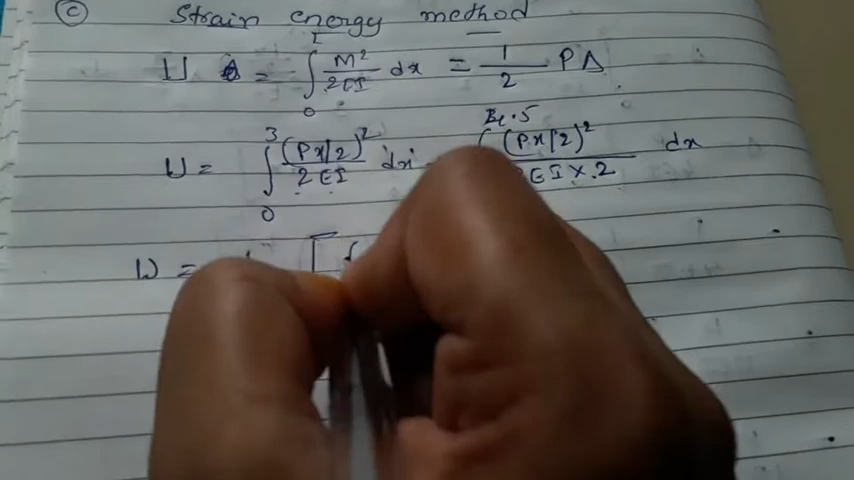 (c) Strain energy method
U = ∫₀ᴸ M²/2EI dx = 1/2 PΔ
U = ∫₀³ (Px/2)²/2EI dx (Px/2)²/2EI×2 dx
W = [